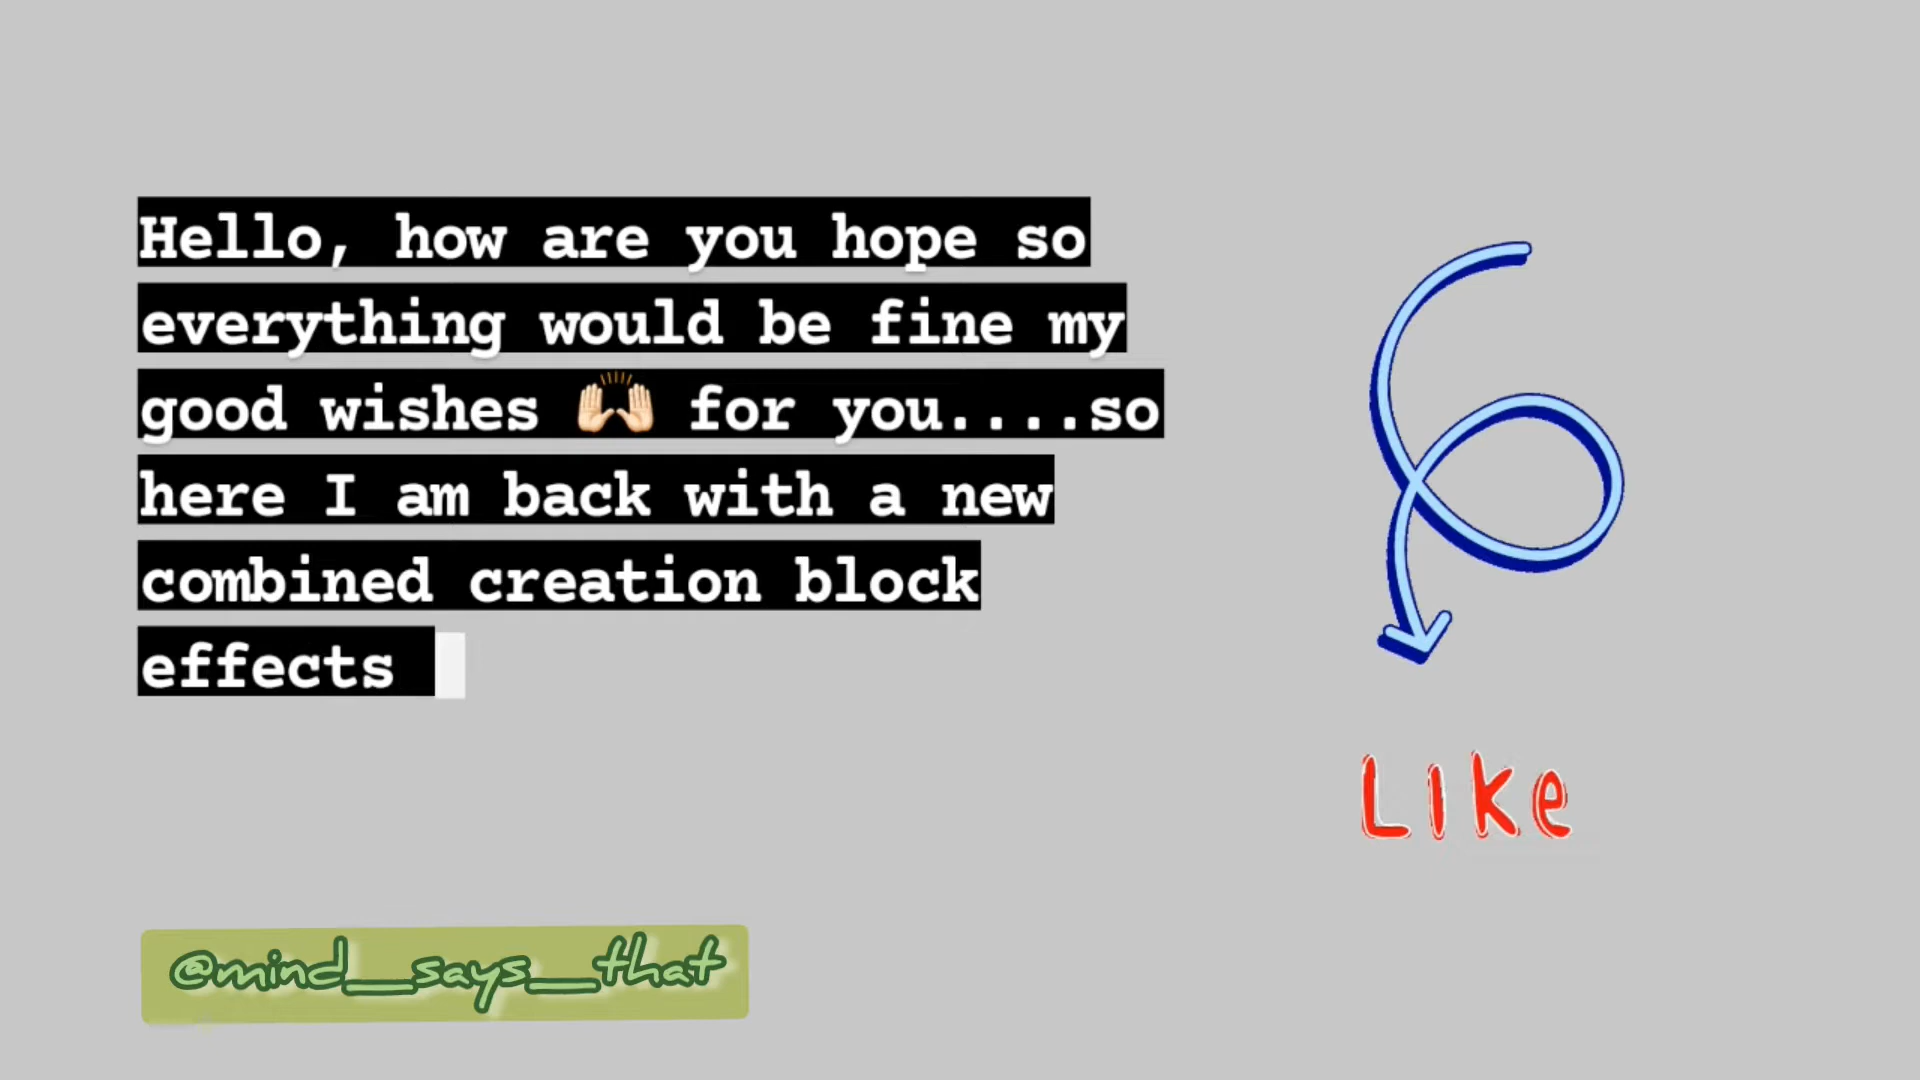 Hello, how are you hope so
everything would be fine my
good wishes 🙌🏻 for you....so
here I am back with a new
combined creation block
effects
Like
@mind__says__that